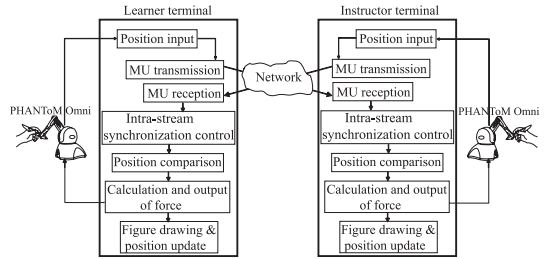 Learner terminal
Instructor terminal
Position input
MU transmission
MU reception
Intra-stream
synchronization control
Position comparison
Calculation and output
of force
Figure drawing &
position update
PHANToM Omni
Network
Position input
MU transmission
MU reception
Intra-stream
synchronization control
Position comparison
Calculation and output
of force
Figure drawing &
position update
PHANToM Omni